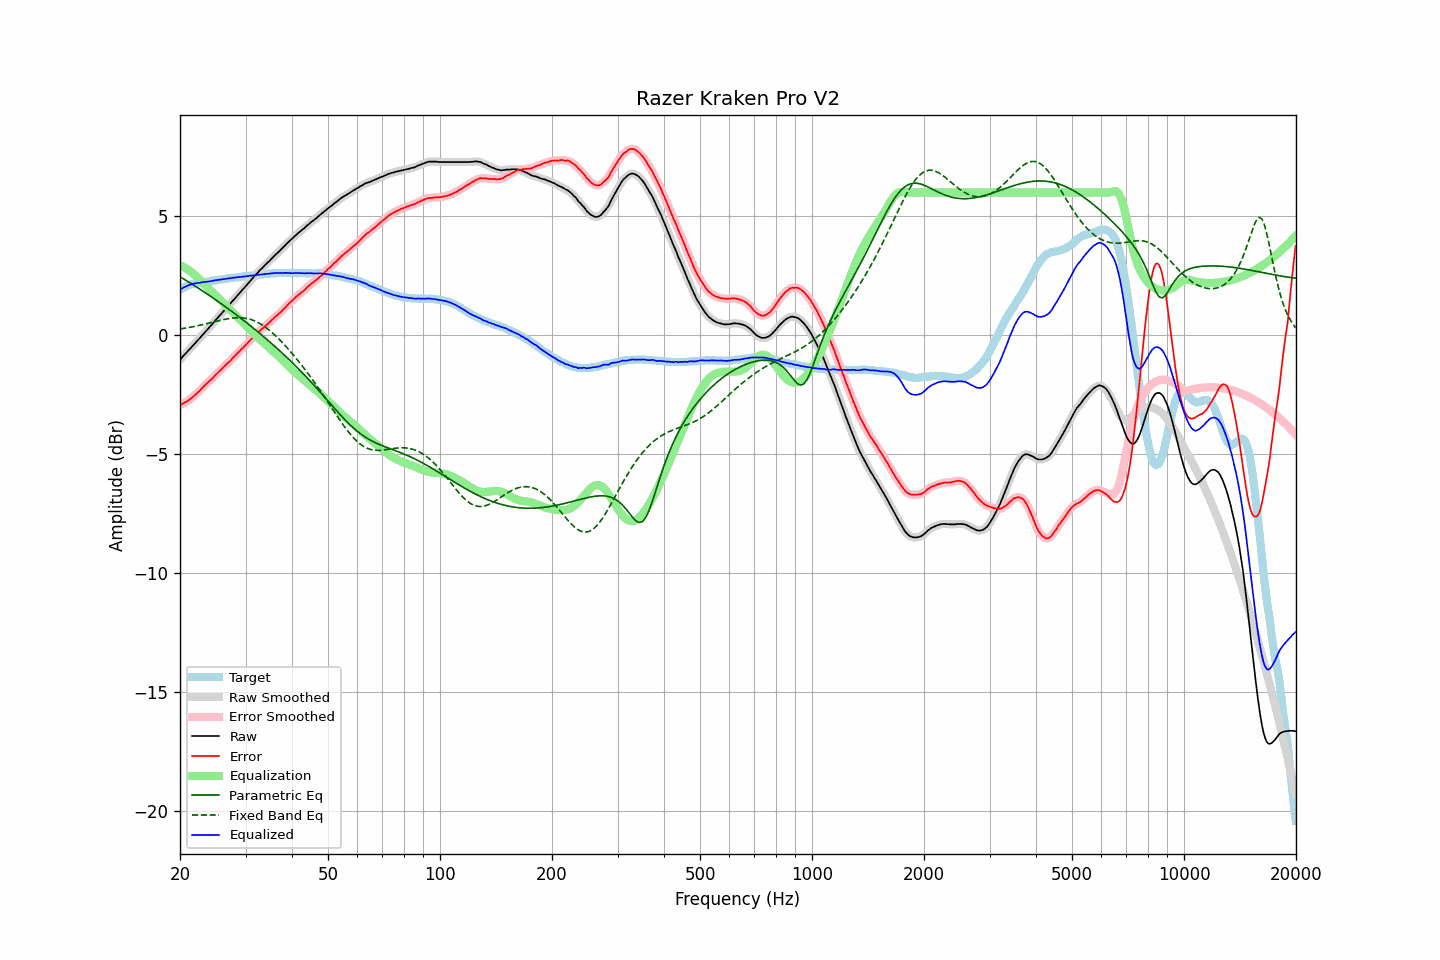 Razer Kraken Pro V2
Amplitude (dBr)
5
0
−5
−10
−15
−20
Target
Raw Smoothed
Error Smoothed
Raw
Error
Equalization
Parametric Eq
Fixed Band Eq
Equalized
20 50 100 200 500 1000 2000 5000 10000 20000
Frequency (Hz)